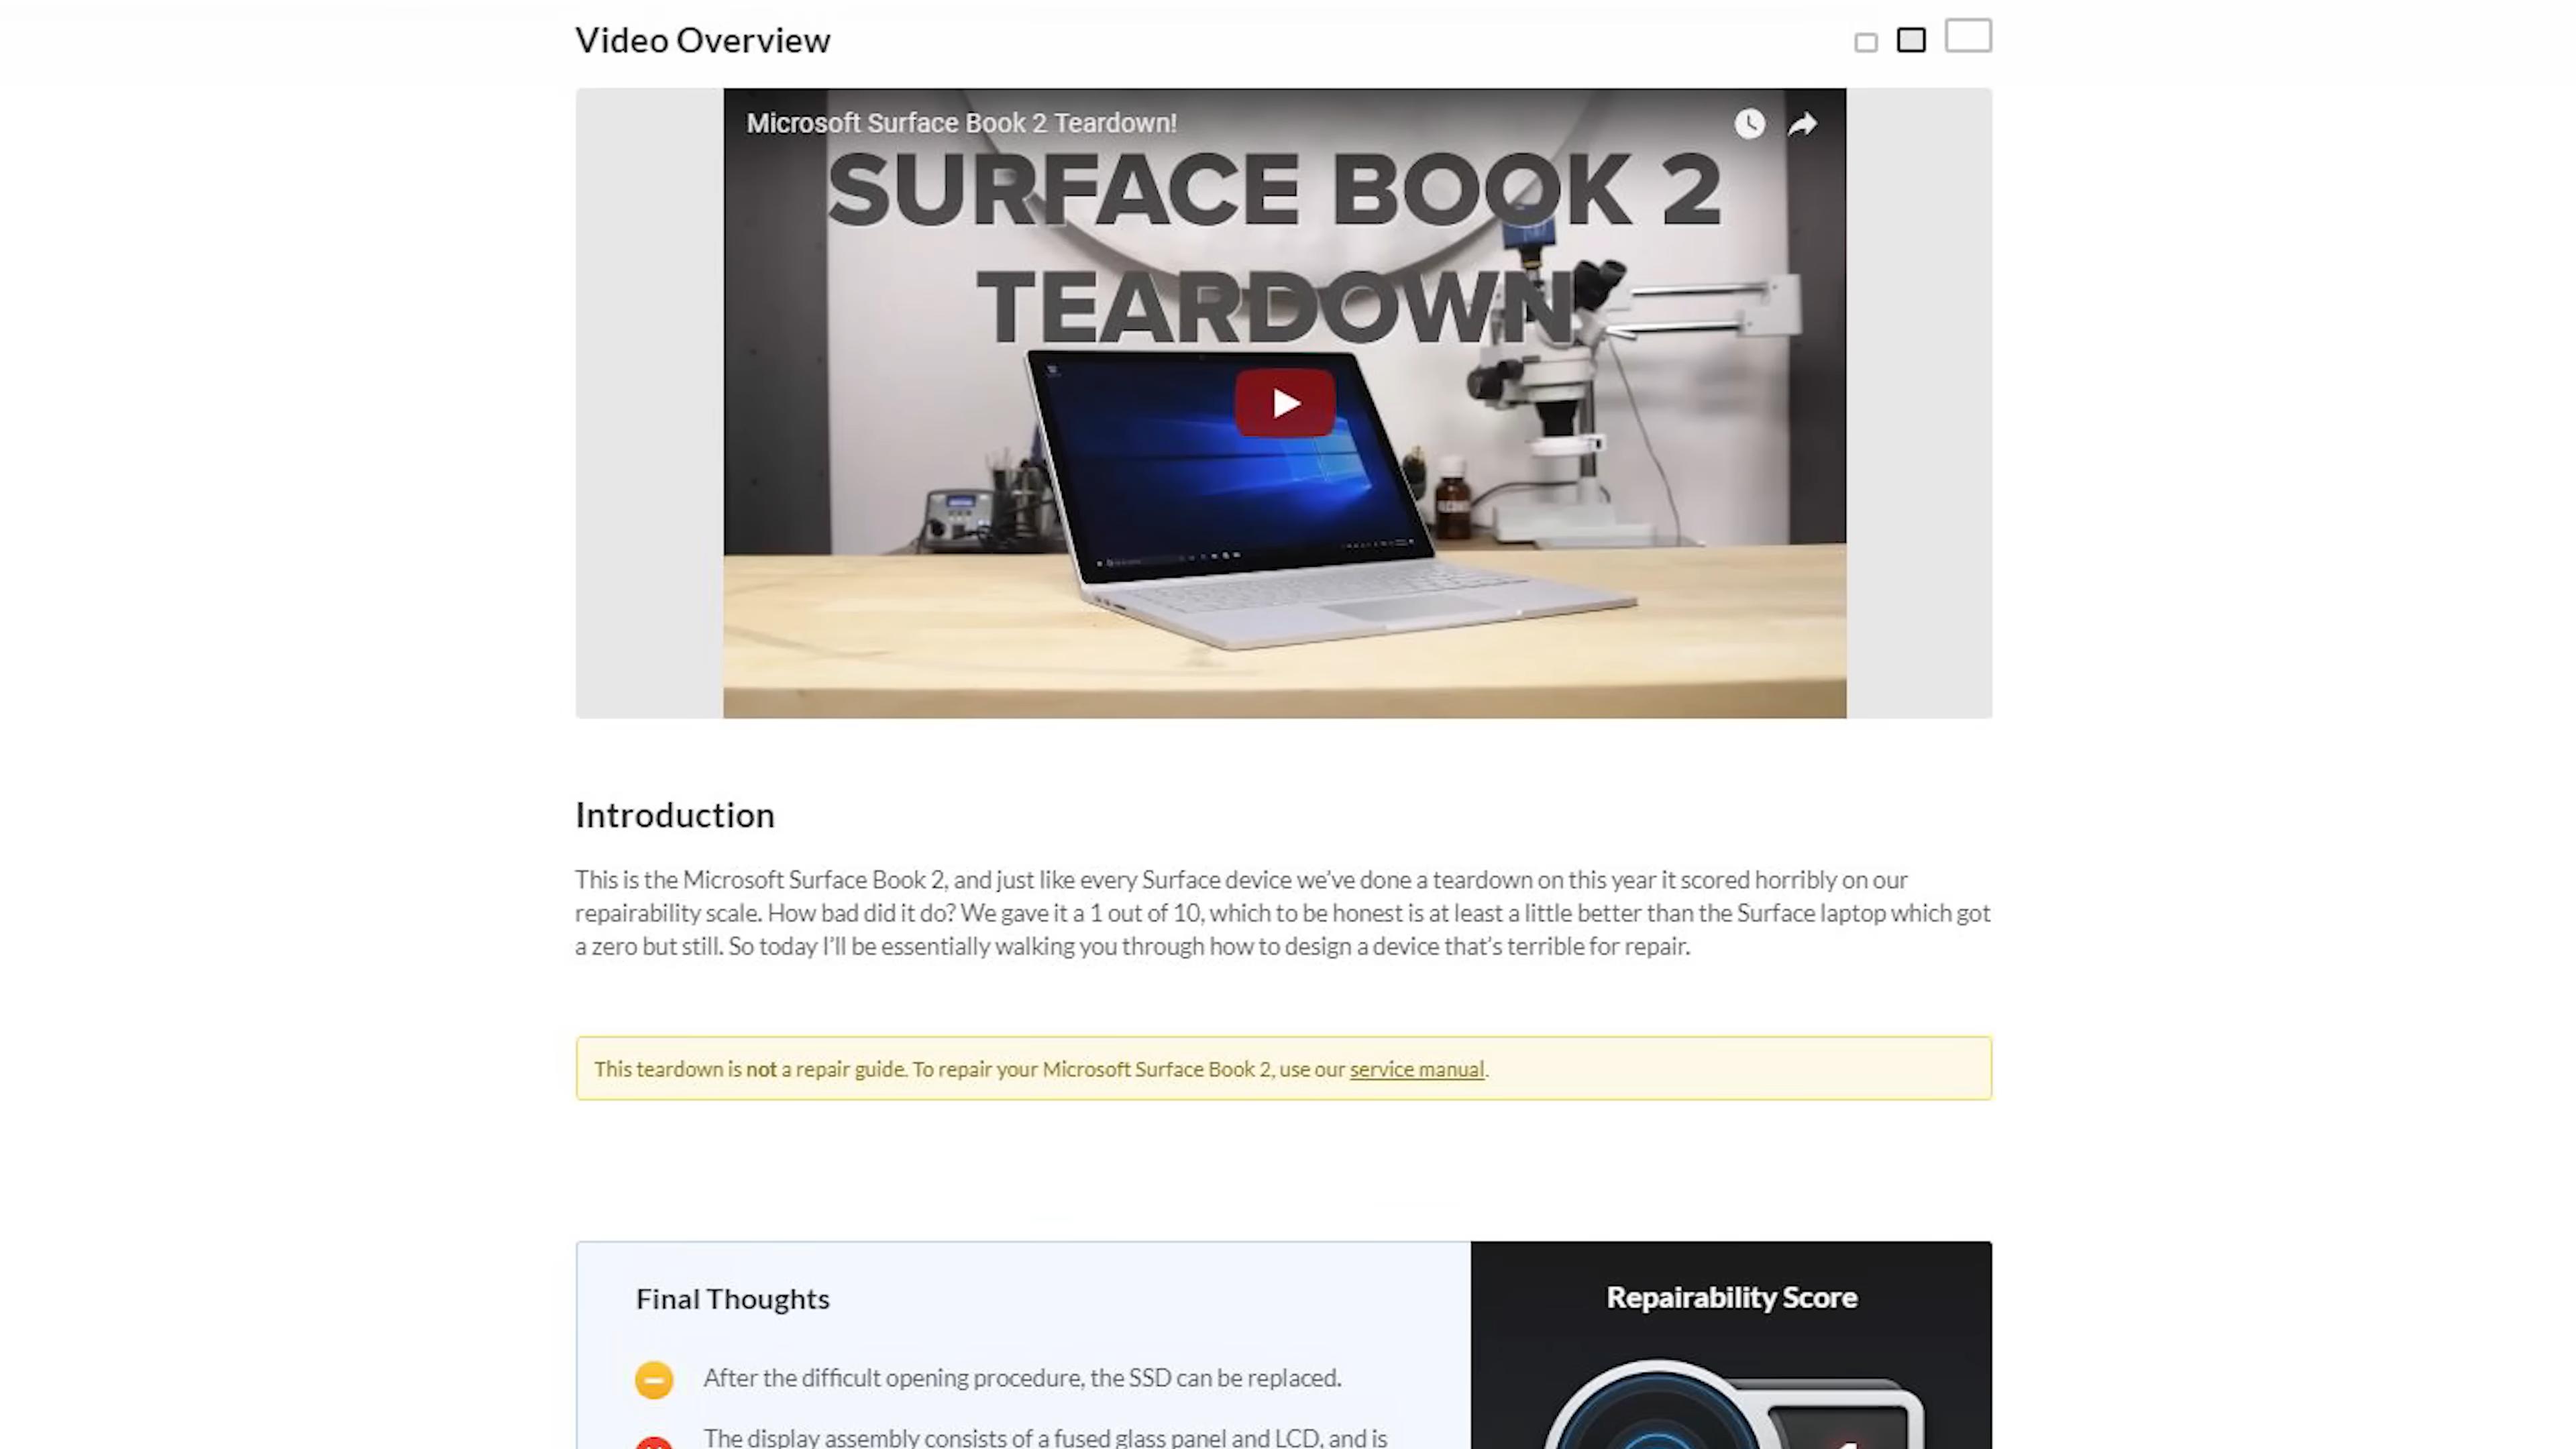 Video Overview
Microsoft Surface Book 2 Teardown!
SURFACE BOOK 2
TEARDOWN
Introduction
This is the Microsoft Surface Book 2, and just like every Surface device we've done a teardown on this year it scored horribly on our
repairability scale. How bad did it do? We gave it a 1 out of 10, which to be honest is at least a little better than the Surface laptop which got
a zero but still. So today I'll be essentially walking you through how to design a device that's terrible for repair.
This teardown is not a repair guide. To repair your Microsoft Surface Book 2, use our service manual.
Final Thoughts
Repairability Score
After the difficult opening procedure, the SSD can be replaced.
The display assembly consists of a fused glass panel and LCD, and is